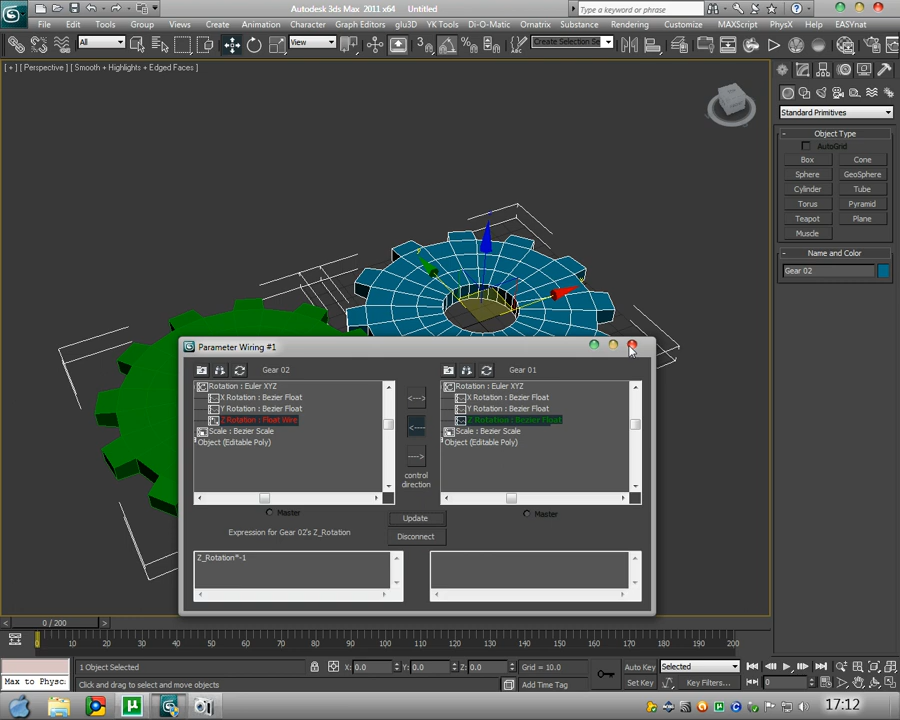 Autodesk 3ds Max 2011 x64 Untitled
Type a keyword or phrase
File Edit Tools Group Views Create Animation Character Graph Editors glu3D YK Tools Di-O-Matic Ornatrix Substance Rendering Customize MAXScript PhysX Help EASYnat
All
View
3
Create Selection Se
[ + ] [ Perspective ] [ Smooth + Highlights + Edged Faces ]
Standard Primitives
- Object Type
AutoGrid
Box Cone
Sphere GeoSphere
Cylinder Tube
Torus Pyramid
Teapot Plane
Muscle
- Name and Color
Gear 02
Parameter Wiring #1
Gear 02
Gear 01
Rotation : Euler XYZ
X Rotation : Bezier Float
Y Rotation : Bezier Float
Z Rotation : Float Wire
Scale : Bezier Scale
Object (Editable Poly)
<--->
<----
---->
control
direction
Rotation : Euler XYZ
X Rotation : Bezier Float
Y Rotation : Bezier Float
Z Rotation : Bezier Float
Scale : Bezier Scale
Object (Editable Poly)
Master
Master
Update
Disconnect
Expression for Gear 02's Z_Rotation
Z_Rotation*-1
0 / 200
0 10 20 30 40 50 60 70 80 90 100 110 120 130 140 150 160 170 180 190 200
1 Object Selected
X: 0.0 Y: 0.0 Z: 0.0 Grid = 10.0
Auto Key Selected
Max to Physc
Click and drag to select and move objects
Add Time Tag
Set Key Key Filters...
0
17:12